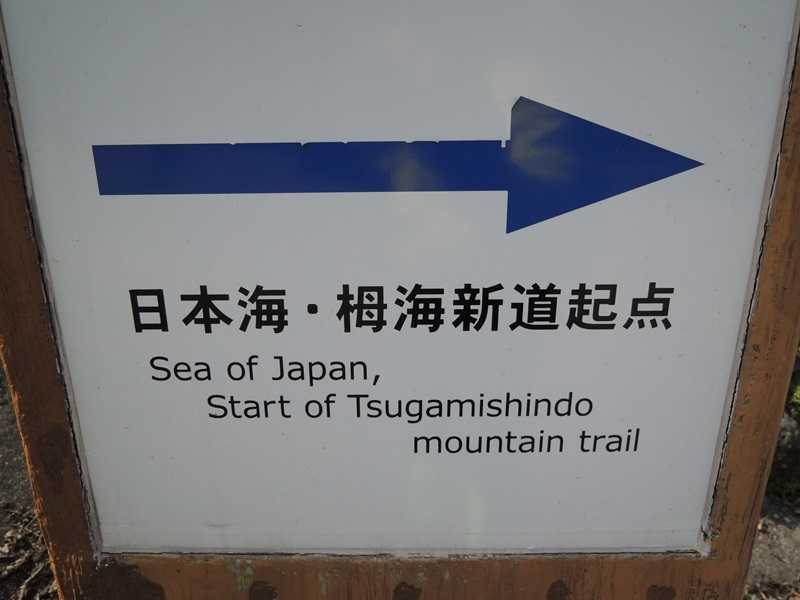 日本海・栂海新道起点
Sea of Japan,
Start of Tsugamishindo
mountain trail